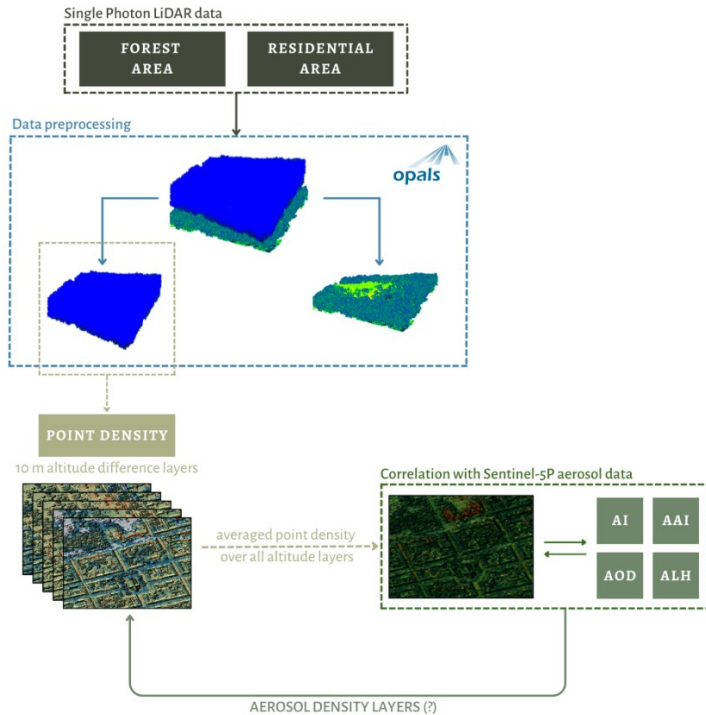 Single Photon LiDAR data
FOREST
AREA
RESIDENTIAL
AREA
Data preprocessing
opals
POINT DENSITY
10 m altitude difference layers
averaged point density
over all altitude layers
Correlation with Sentinel-5P aerosol data
AI
AAI
AOD
ALH
AEROSOL DENSITY LAYERS (?)